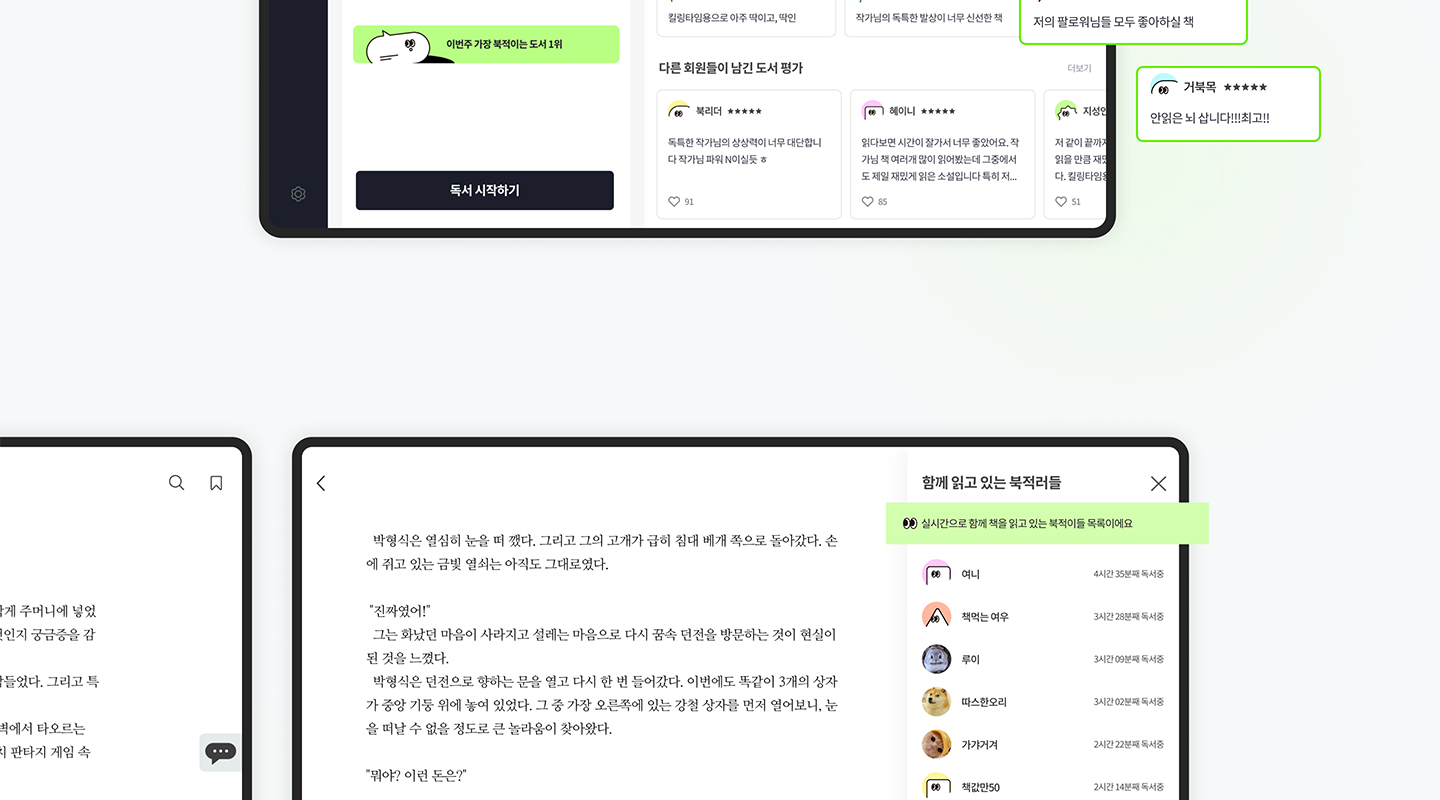 킬링타임용으로 아주 딱이고, 딱인
작가님의 독특한 발상이 너무 신선한 책
저의 팔로워님들 모두 좋아하실 책
이번주 가장 북적이는 도서 1위
다른 회원들이 남긴 도서 평가
더보기
북리더 ★★★★★
독특한 작가님의 상상력이 너무 대단합니
다 작가님 파워 N이실듯 ㅎ
91
헤이니 ★★★★★
읽다보면 시간이 잘가서 너무 좋았어요. 작
가님 책 여러개 많이 읽어봤는데 그중에서
도 제일 재밌게 읽은 소설입니다 특히 저...
85
지성인
저 같이 끝까지
읽을 만큼 재밌
다. 킬링타임용
51
거북목 ★★★★★
안읽은 뇌 삽니다!!!최고!!
독서 시작하기
게 주머니에 넣었
인지 궁금증을 감
들었다. 그리고 특
벽에서 타오르는
판타지 게임 속
박형식은 열심히 눈을 떠 깼다. 그리고 그의 고개가 급히 침대 베개 쪽으로 돌아갔다. 손
에 쥐고 있는 금빛 열쇠는 아직도 그대로였다.
"진짜였어!"
그는 화났던 마음이 사라지고 설레는 마음으로 다시 꿈속 던전을 방문하는 것이 현실이
된 것을 느꼈다.
박형식은 던전으로 향하는 문을 열고 다시 한 번 들어갔다. 이번에도 똑같이 3개의 상자
가 중앙 기둥 위에 놓여 있었다. 그 중 가장 오른쪽에 있는 강철 상자를 먼저 열어보니, 눈
을 떠날 수 없을 정도로 큰 놀라움이 찾아왔다.
"뭐야? 이런 돈은?"
함께 읽고 있는 북적러들
실시간으로 함께 책을 읽고 있는 북적이들 목록이에요
여니 4시간 35분째 독서중
책먹는 여우 3시간 28분째 독서중
루이 3시간 09분째 독서중
따스한오리 3시간 02분째 독서중
가갸거겨 2시간 22분째 독서중
책값만50 2시간 14분째 독서중